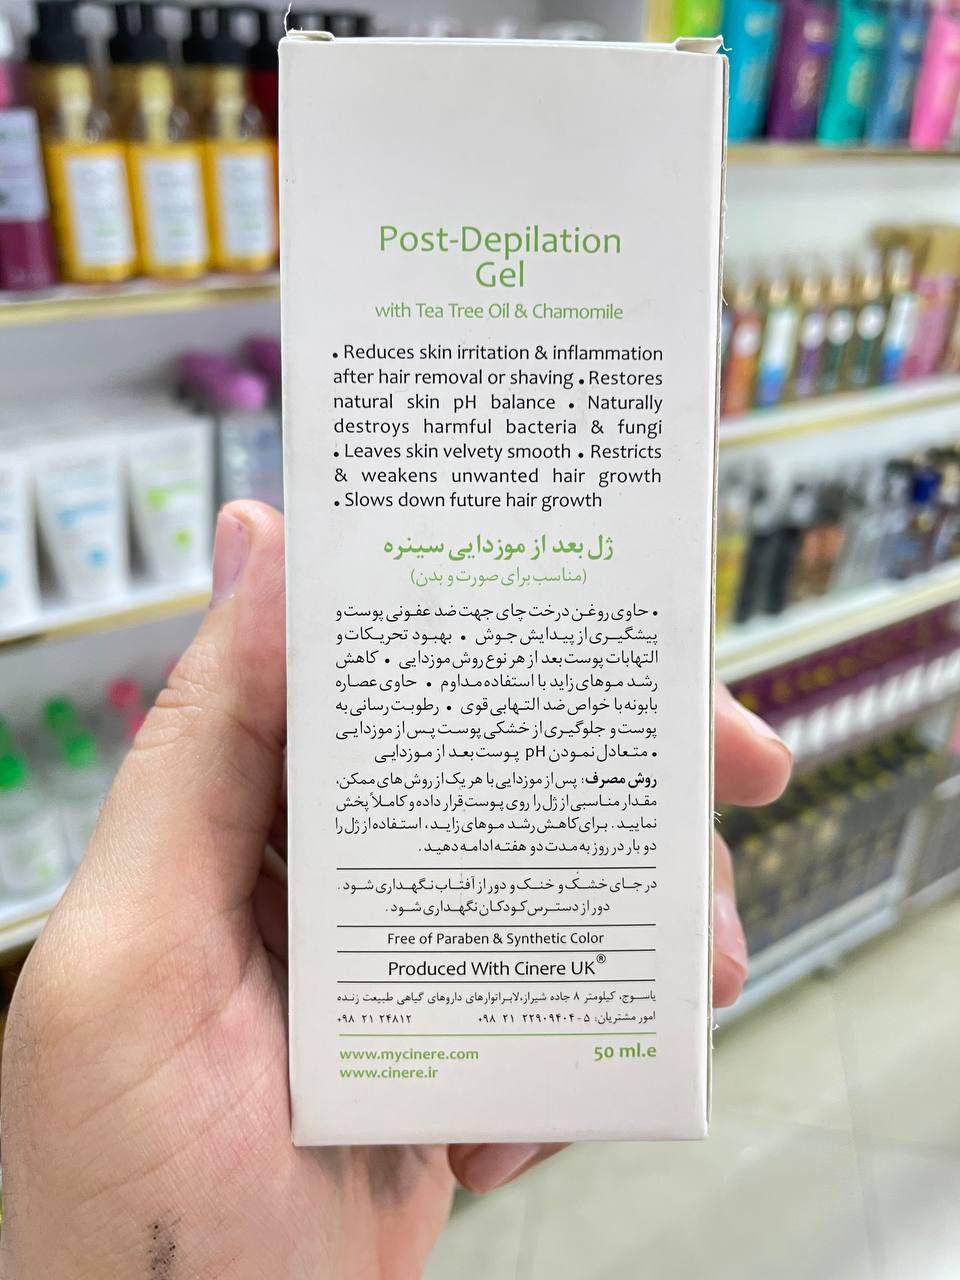 Post-Depilation
Gel
with Tea Tree Oil & Chamomile
• Reduces skin irritation & inflammation
after hair removal or shaving • Restores
natural skin pH balance • Naturally
destroys harmful bacteria & fungi
• Leaves skin velvety smooth • Restricts
& weakens unwanted hair growth
• Slows down future hair growth
ژل بعد از موزدایی سینره
(مناسب برای صورت و بدن)
• حاوی روغن درخت چای جهت ضد عفونی پوست و
پیشگیری از پیدایش جوش • بهبود تحریکات و
التهابات پوست بعد از هر نوع روش موزدایی • کاهش
رشد موهای زاید با استفاده مداوم • حاوی عصاره
بابونه با خواص ضد التهابی قوی • رطوبت رسانی به
پوست و جلوگیری از خشکی پوست پس از موزدایی
• متعادل نمودن pH پوست بعد از موزدایی
روش مصرف: پس از موزدایی با هر یک از روش های ممکن،
مقدار مناسبی از ژل را روی پوست قرار داده و کاملاً پخش
نمایید. برای کاهش رشد موهای زاید، استفاده از ژل را
دو بار در روز به مدت دو هفته ادامه دهید.
در جای خشک و خنک و دور از آفتاب نگهداری شود.
دور از دسترس کودکان نگهداری شود.
Free of Paraben & Synthetic Color
Produced With Cinere UK®
یاسوج، کیلومتر ۸ جاده شیراز، لابراتوارهای داروهای گیاهی طبیعت زنده
امور مشتریان: ۵-۲۲۹۰۹۴۰۴ ۲۱ ۰۹۸ ۲۴۸۱۲ ۲۱ ۰۹۸
www.mycinere.com 50 ml.e
www.cinere.ir